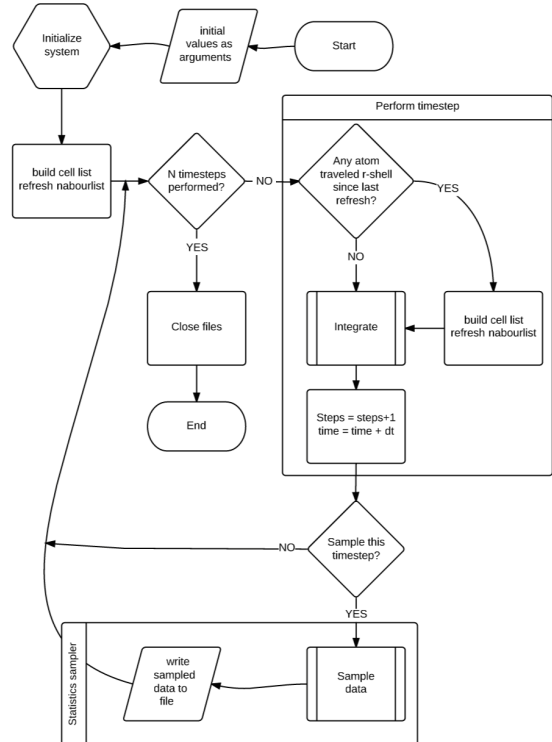 Initialize
system
initial
values as
arguments
Start
build cell list
refresh nabourlist
N timesteps
performed?
NO
YES
Close files
End
Perform timestep
Any atom
traveled r-shell
since last
refresh?
YES
NO
Integrate
build cell list
refresh nabourlist
Steps = steps+1
time = time + dt
Sample this
timestep?
NO
YES
Statistics sampler
write
sampled
data to
file
Sample
data